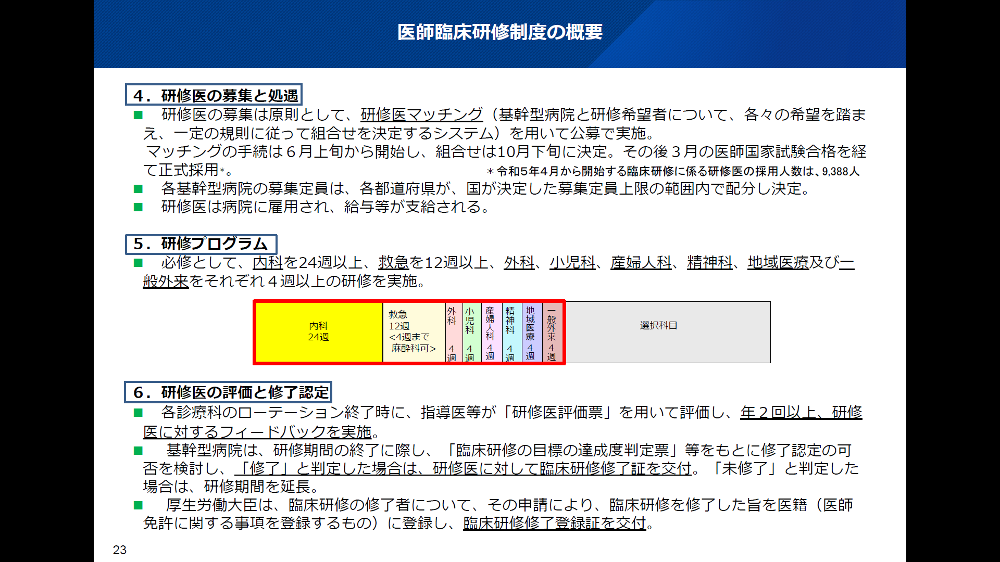 医師臨床研修制度の概要
４．研修医の募集と処遇
■　研修医の募集は原則として、研修医マッチング（基幹型病院と研修希望者について、各々の希望を踏ま
え、一定の規則に従って組合せを決定するシステム）を用いて公募で実施。
マッチングの手続は６月上旬から開始し、組合せは10月下旬に決定。その後３月の医師国家試験合格を経
て正式採用*。
＊令和５年４月から開始する臨床研修に係る研修医の採用人数は、9,388人
■　各基幹型病院の募集定員は、各都道府県が、国が決定した募集定員上限の範囲内で配分し決定。
■　研修医は病院に雇用され、給与等が支給される。
５．研修プログラム
■　必修として、内科を24週以上、救急を12週以上、外科、小児科、産婦人科、精神科、地域医療及び一
般外来をそれぞれ４週以上の研修を実施。
内科
24週
救急
12週
<4週まで
麻酔科可>
外科　４週
小児科　４週
産婦人科　４週
精神科　４週
地域医療　４週
一般外来　４週
選択科目
６．研修医の評価と修了認定
■　各診療科のローテーション終了時に、指導医等が「研修医評価票」を用いて評価し、年２回以上、研修
医に対するフィードバックを実施。
■　基幹型病院は、研修期間の終了に際し、「臨床研修の目標の達成度判定票」等をもとに修了認定の可
否を検討し、「修了」と判定した場合は、研修医に対して臨床研修修了証を交付。「未修了」と判定した
場合は、研修期間を延長。
■　厚生労働大臣は、臨床研修の修了者について、その申請により、臨床研修を修了した旨を医籍（医師
免許に関する事項を登録するもの）に登録し、臨床研修修了登録証を交付。
23